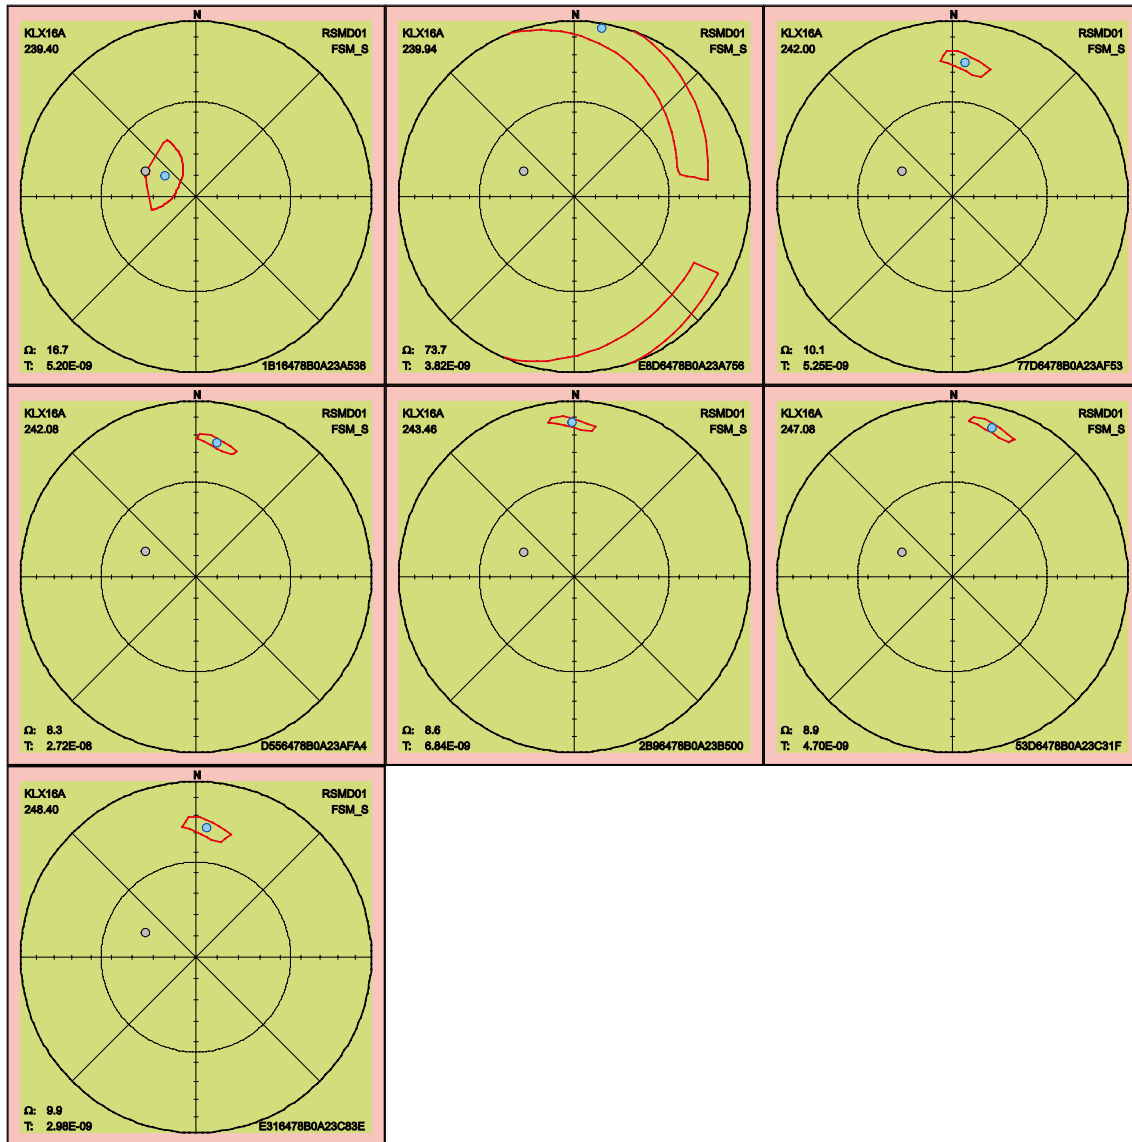 N
KLX16A
RSMD01
239.40
FSM_S
Ω: 16.7
T: 5.20E-09
1B16478B0A23A538
KLX16A
RSMD01
239.94
FSM_S
Ω: 73.7
T: 3.82E-09
E8D6478B0A23A756
N
KLX16A
RSMD01
242.00
FSM_S
Ω: 10.1
T: 5.25E-09
77D6478B0A23AF53
N
KLX16A
RSMD01
242.08
FSM_S
Ω: 8.3
T: 2.72E-08
D556478B0A23AFA4
N
KLX16A
RSMD01
243.46
FSM_S
Ω: 8.6
T: 6.84E-09
2B96478B0A23B500
N
KLX16A
RSMD01
247.08
FSM_S
Ω: 8.9
T: 4.70E-09
53D6478B0A23C31F
N
KLX16A
RSMD01
248.40
FSM_S
Ω: 9.9
T: 2.98E-09
E316478B0A23C83E